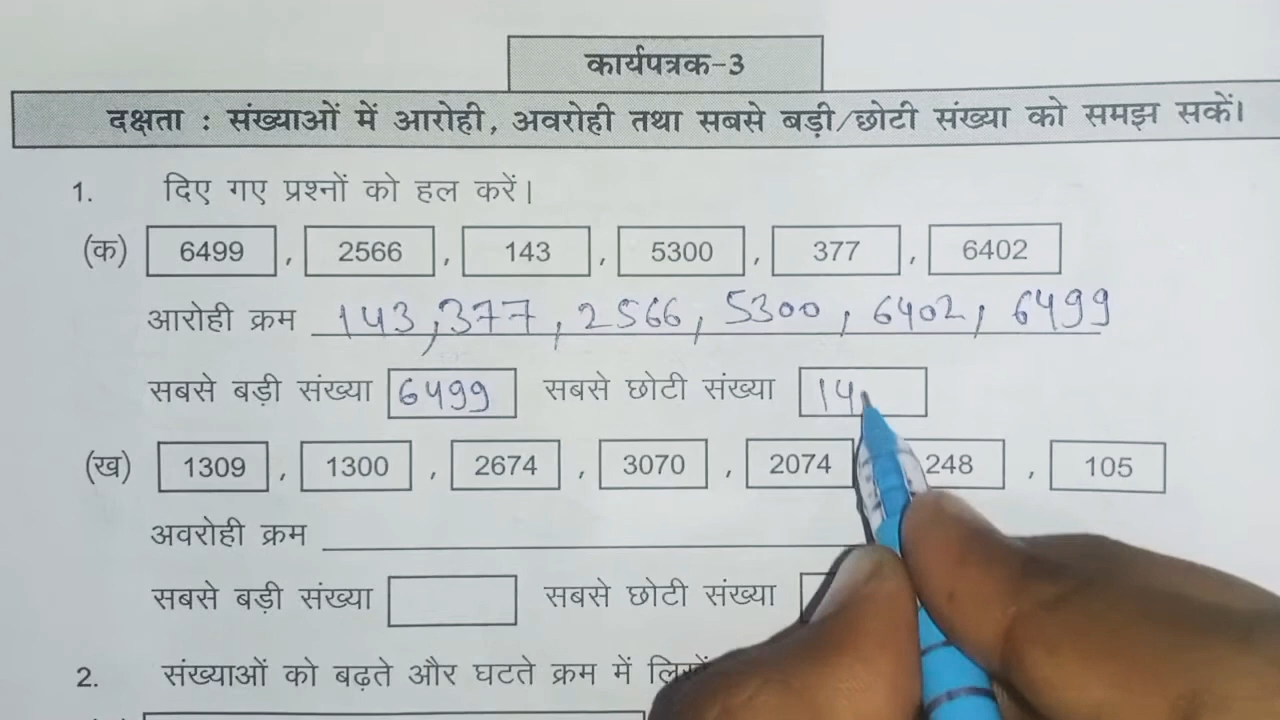 कार्यपत्रक-3
दक्षता : संख्याओं में आरोही, अवरोही तथा सबसे बड़ी/छोटी संख्या को समझ सकें।
1. दिए गए प्रश्नों को हल करें।
(क) 6499 , 2566 , 143 , 5300 , 377 , 6402
आरोही क्रम 143, 377, 2566, 5300, 6402, 6499
सबसे बड़ी संख्या 6499 सबसे छोटी संख्या 14
(ख) 1309 , 1300 , 2674 , 3070 , 2074 248 , 105
अवरोही क्रम
सबसे बड़ी संख्या सबसे छोटी संख्या
2. संख्याओं को बढ़ते और घटते क्रम में